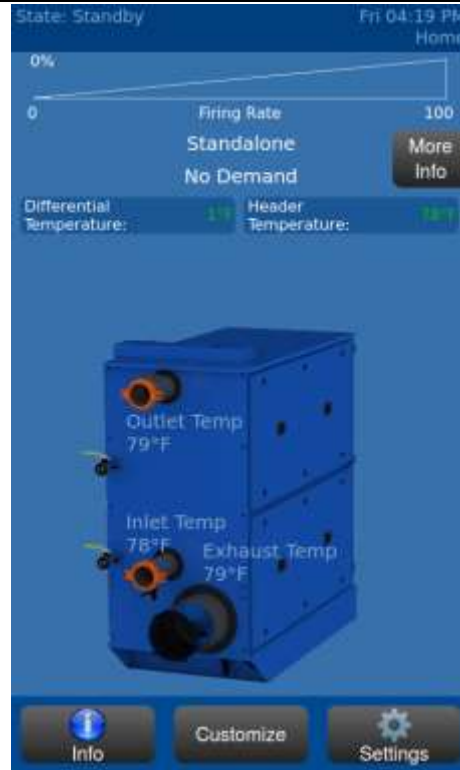 State: Standby
Fri 04:19 PM
Home
0%
0 Firing Rate 100
Standalone
No Demand
More
Info
Differential
Temperature:
1°F
Header
Temperature:
Outlet Temp
79°F
Inlet Temp
78°F
Exhaust Temp
79°F
Info
Customize
Settings